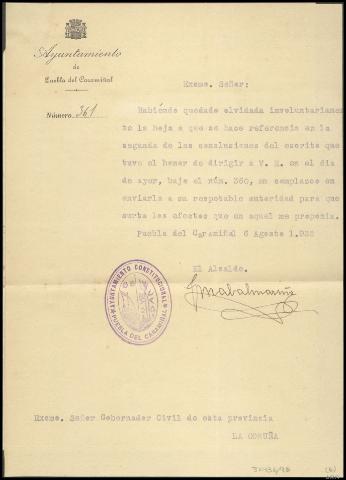 Ayuntamiento
de
Puebla del Caramiñal
Número 361
Excmo. Señor:
Habiéndo quedado olvidada involuntariamen-
te la hoja a que se hace referencia en la
segunda de las conclusiones del escrito que
tuve el honor de dirigir a V. E. en el día
de ayer, bajo el núm. 360, me complazco en
enviarla a su respetable autoridad para que
surta los efectos que en aquel me proponía.
Puebla del Caramiñal 6 Agosto 1.932
El Alcalde.
AYUNTAMIENTO CONSTITUCIONAL
PUEBLA DEL CARAMIÑAL
Excmo. Señor Gobernador Civil de esta provincia
LA CORUÑA